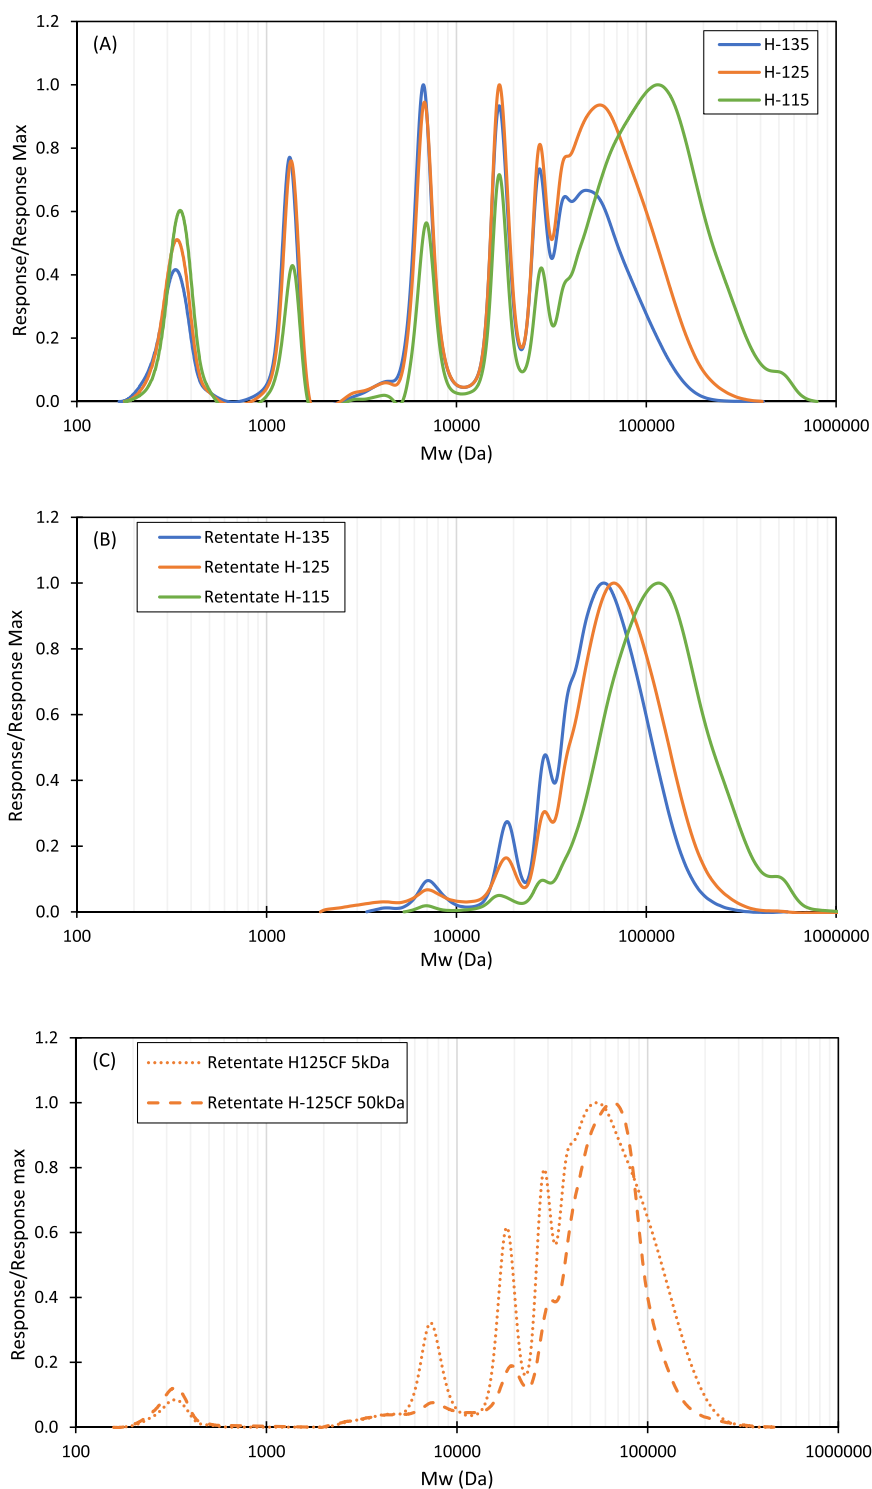 1.2
(A)
H-135
H-125
H-115
1.0
0.8
0.6
0.4
0.2
0.0
Response/Response Max
100 1000 10000 100000 1000000
Mw (Da)
1.2
(B)
Retentate H-135
Retentate H-125
Retentate H-115
1.0
0.8
0.6
0.4
0.2
0.0
Response/Response Max
100 1000 10000 100000 1000000
Mw (Da)
1.2
(C)
Retentate H125CF 5kDa
Retentate H-125CF 50kDa
1.0
0.8
0.6
0.4
0.2
0.0
Response/Response max
100 1000 10000 100000 1000000
Mw (Da)